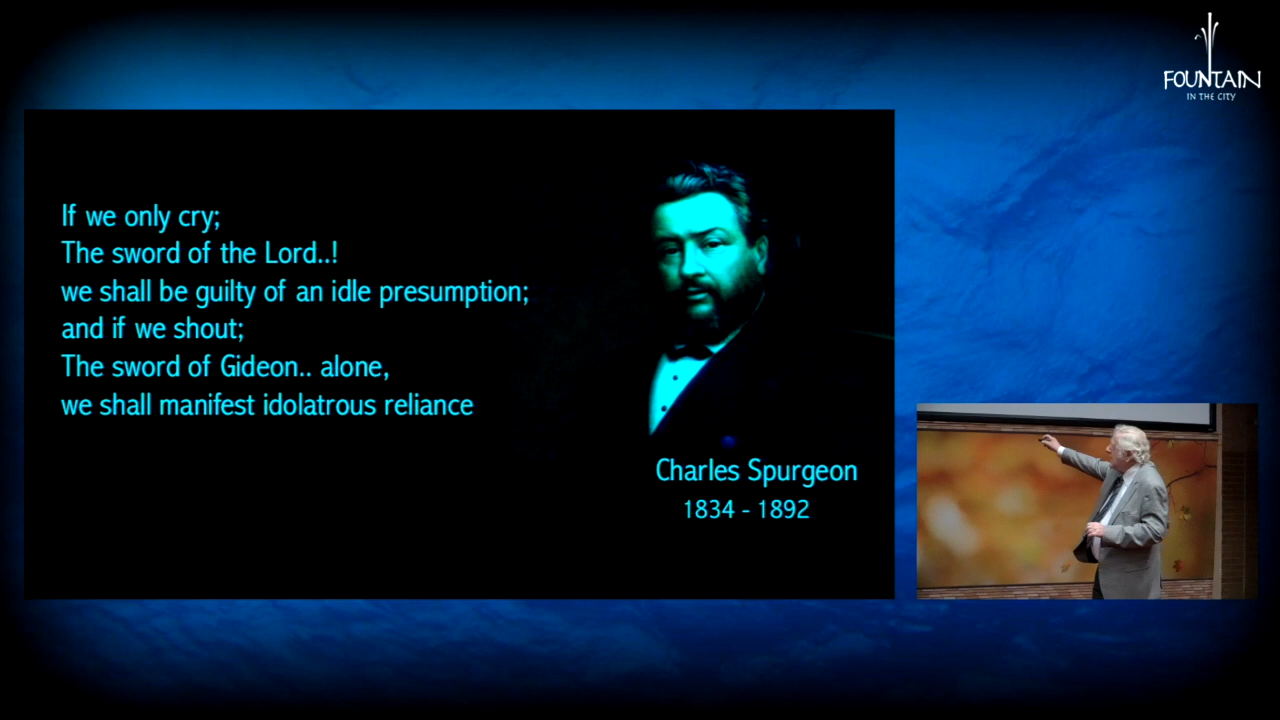 FOUNTAIN
IN THE CITY
If we only cry;
The sword of the Lord..!
we shall be guilty of an idle presumption;
and if we shout;
The sword of Gideon.. alone,
we shall manifest idolatrous reliance
Charles Spurgeon
1834 - 1892